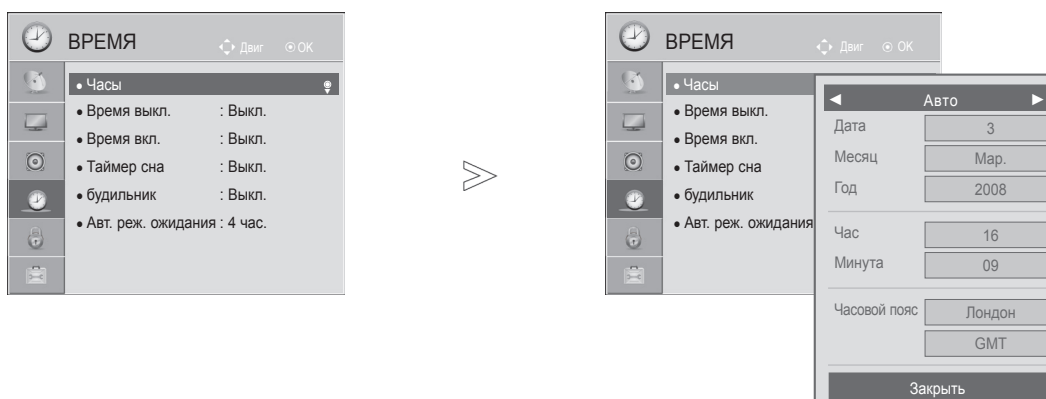 ВРЕМЯ
Двиг ОК
• Часы
• Время выкл. : Выкл.
• Время вкл. : Выкл.
• Таймер сна : Выкл.
• будильник : Выкл.
• Авт. реж. ожидания : 4 час.
ВРЕМЯ
Двиг ОК
• Часы
• Время выкл.
• Время вкл.
• Таймер сна
• будильник
• Авт. реж. ожидания
◄ Авто ►
Дата 3
Месяц Мар.
Год 2008
Час 16
Минута 09
Часовой пояс Лондон
GMT
Закрыть